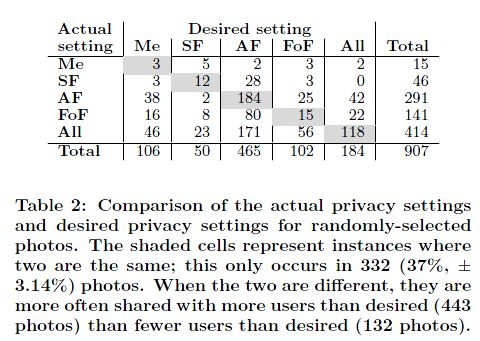 Actual Desired setting
setting Me SF AF FoF All Total
Me 3 5 2 3 2 15
SF 3 12 28 3 0 46
AF 38 2 184 25 42 291
FoF 16 8 80 15 22 141
All 46 23 171 56 118 414
Total 106 50 465 102 184 907
Table 2: Comparison of the actual privacy settings
and desired privacy settings for randomly-selected
photos. The shaded cells represent instances where
two are the same; this only occurs in 332 (37%, ±
3.14%) photos. When the two are different, they are
more often shared with more users than desired (443
photos) than fewer users than desired (132 photos).